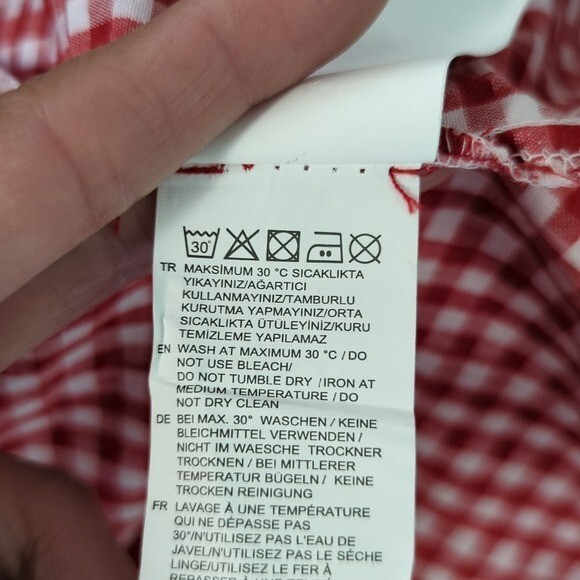 30°
TR MAKSİMUM 30 °C SICAKLIKTA
YIKAYINIZ/AĞARTICI
KULLANMAYINIZ/TAMBURLU
KURUTMA YAPMAYINIZ/ORTA
SICAKLIKTA ÜTÜLEYİNİZ/KURU
TEMİZLEME YAPILAMAZ
EN WASH AT MAXIMUM 30 °C / DO
NOT USE BLEACH/
DO NOT TUMBLE DRY /IRON AT
MEDIUM TEMPERATURE / DO
NOT DRY CLEAN
DE BEI MAX. 30° WASCHEN / KEINE
BLEICHMITTEL VERWENDEN /
NICHT IM WAESCHE TROCKNER
TROCKNEN / BEI MITTLERER
TEMPERATUR BÜGELN / KEINE
TROCKEN REINIGUNG
FR LAVAGE À UNE TEMPÉRATURE
QUI NE DÉPASSE PAS
30°/N'UTILISEZ PAS L'EAU DE
JAVEL/N'UTILISEZ PAS LE SÉCHE
LINGE/UTILISEZ LE FER À
REPASSER À UNE